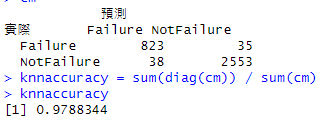 預測
實際 Failure NotFailure
Failure 823 35
NotFailure 38 2553
> knnaccuracy = sum(diag(cm)) / sum(cm)
> knnaccuracy
[1] 0.9788344